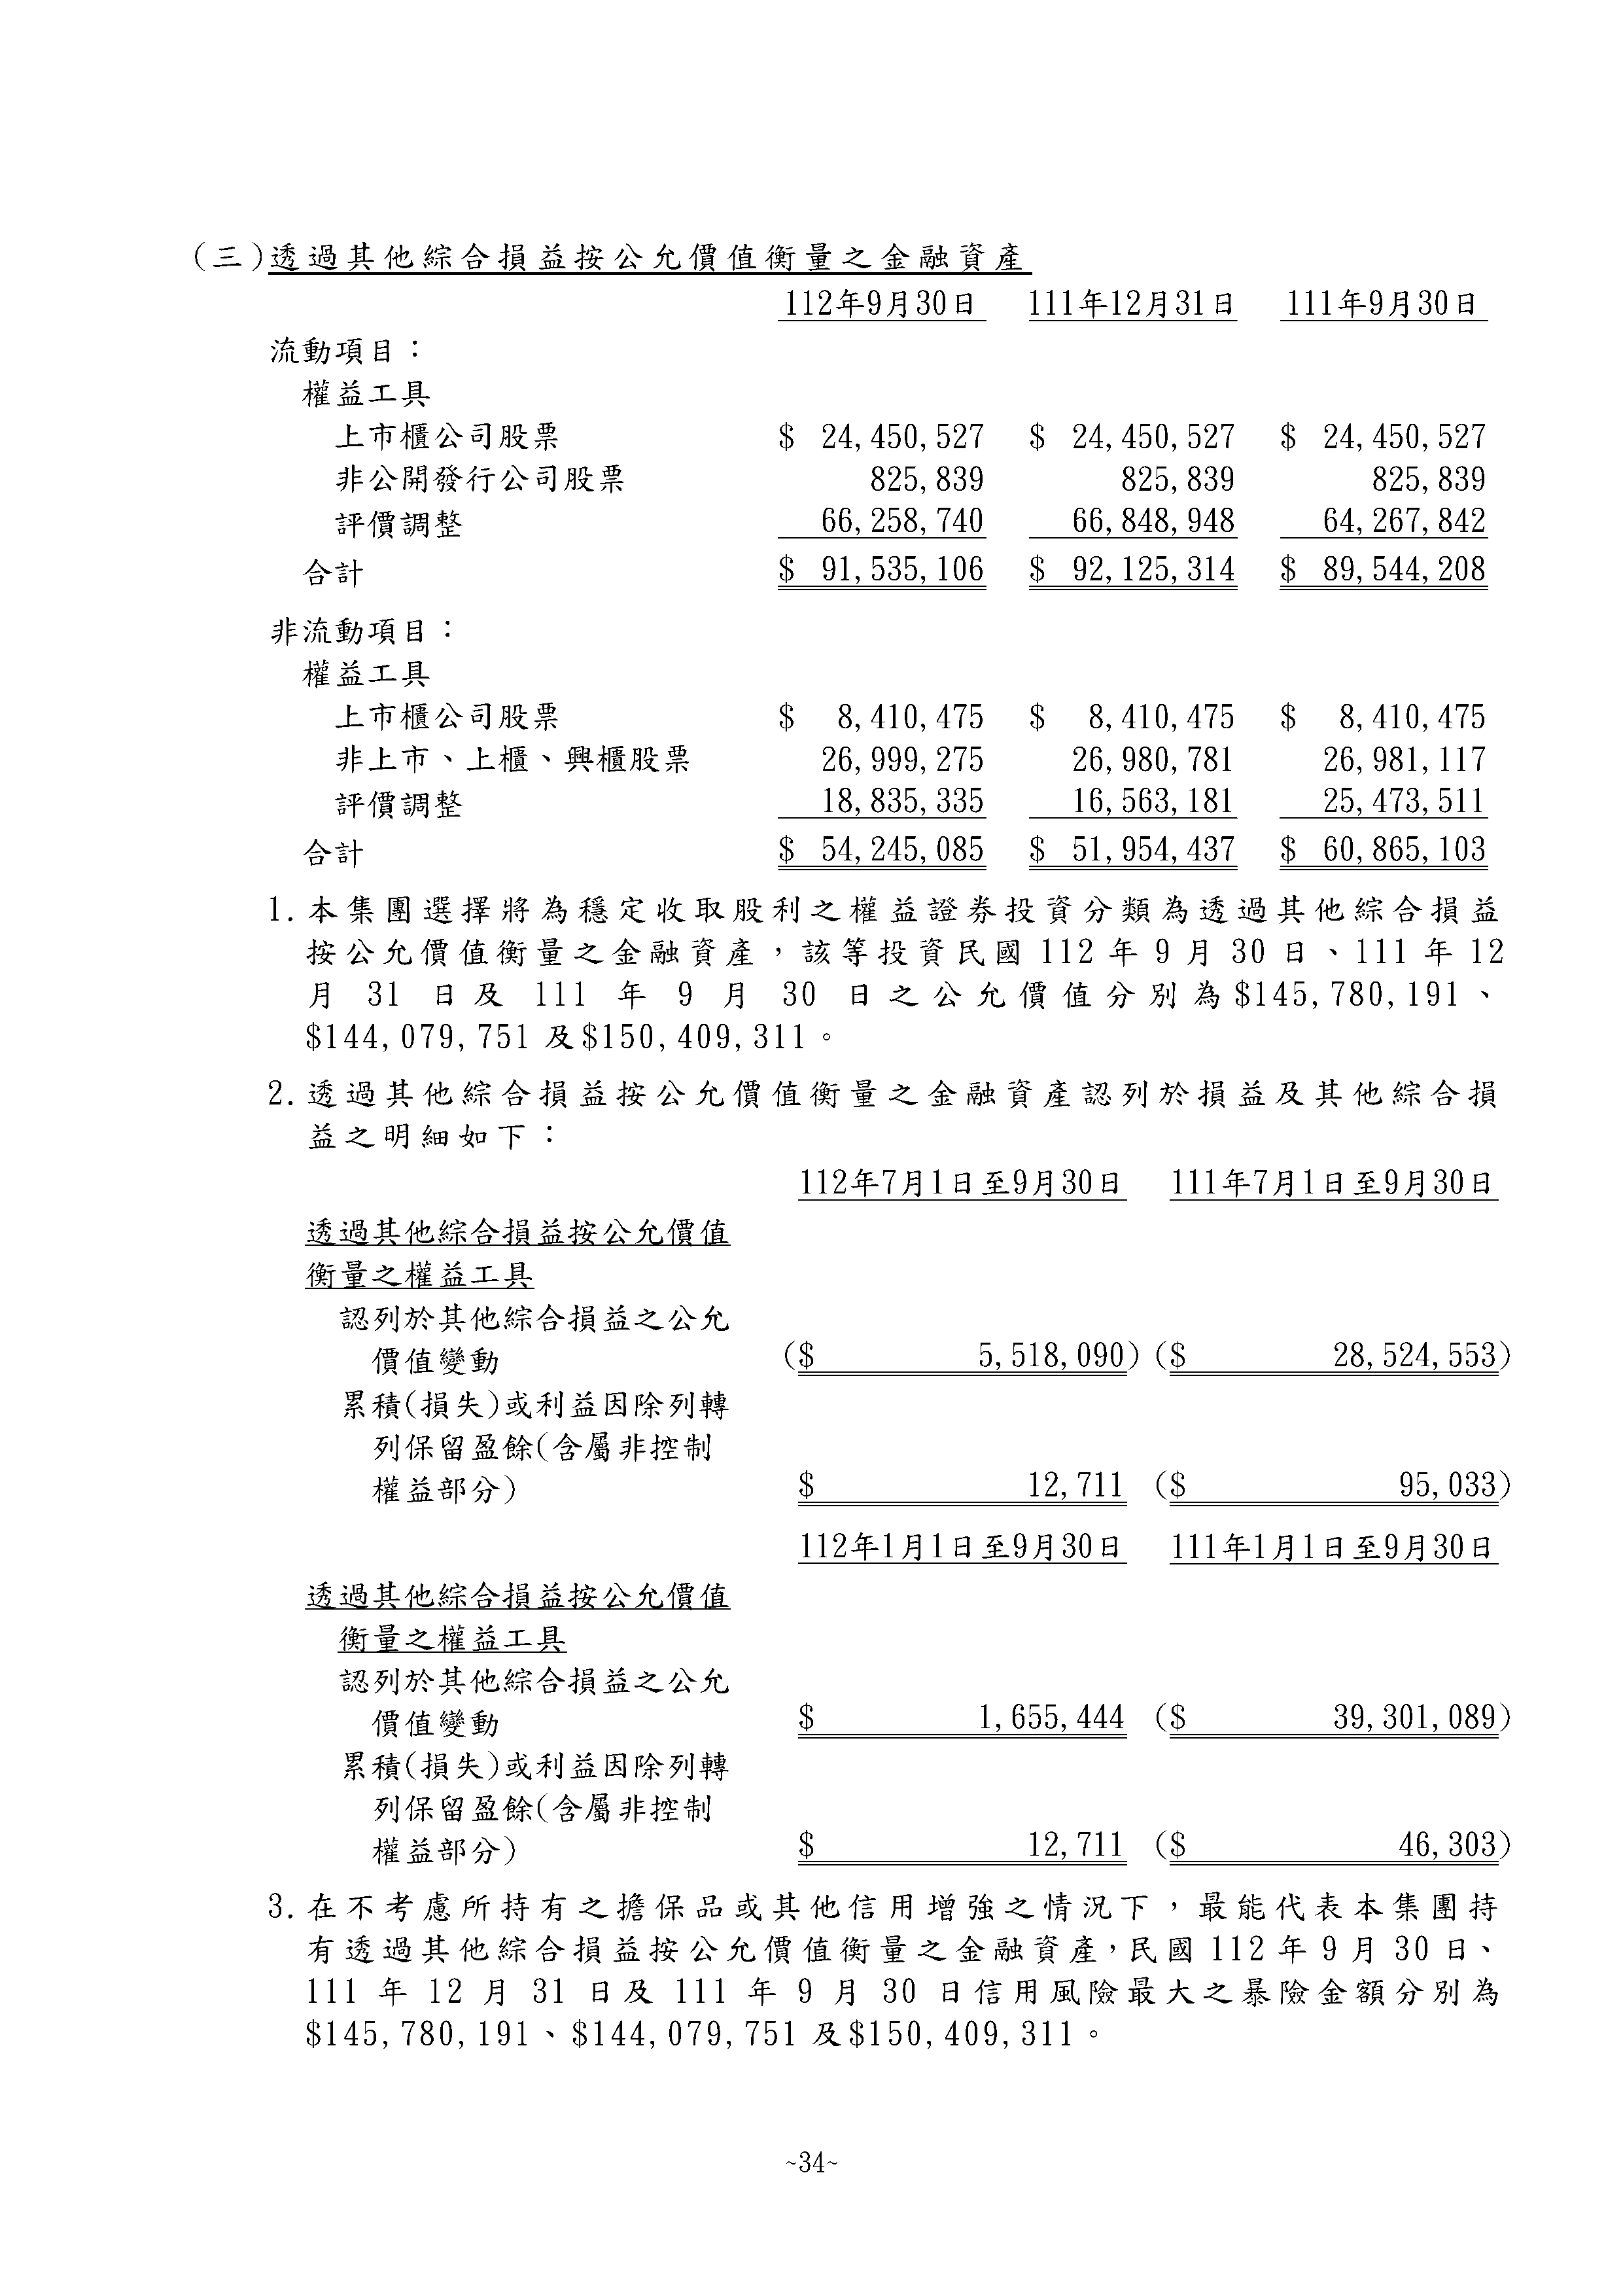 (三)透過其他綜合損益按公允價值衡量之金融資產
112年9月30日 111年12月31日 111年9月30日
流動項目：
權益工具
上市櫃公司股票 $ 24,450,527 $ 24,450,527 $ 24,450,527
非公開發行公司股票 825,839 825,839 825,839
評價調整 66,258,740 66,848,948 64,267,842
合計 $ 91,535,106 $ 92,125,314 $ 89,544,208
非流動項目：
權益工具
上市櫃公司股票 $ 8,410,475 $ 8,410,475 $ 8,410,475
非上市、上櫃、興櫃股票 26,999,275 26,980,781 26,981,117
評價調整 18,835,335 16,563,181 25,473,511
合計 $ 54,245,085 $ 51,954,437 $ 60,865,103
1.本集團選擇將為穩定收取股利之權益證券投資分類為透過其他綜合損益
按公允價值衡量之金融資產，該等投資民國 112 年 9 月 30 日、111 年 12
月 31 日及 111 年 9 月 30 日之公允價值分別為$145,780,191、
$144,079,751 及$150,409,311。
2.透過其他綜合損益按公允價值衡量之金融資產認列於損益及其他綜合損
益之明細如下：
112年7月1日至9月30日 111年7月1日至9月30日
透過其他綜合損益按公允價值
衡量之權益工具
認列於其他綜合損益之公允
價值變動 ($ 5,518,090) ($ 28,524,553)
累積(損失)或利益因除列轉
列保留盈餘(含屬非控制
權益部分) $ 12,711 ($ 95,033)
112年1月1日至9月30日 111年1月1日至9月30日
透過其他綜合損益按公允價值
衡量之權益工具
認列於其他綜合損益之公允
價值變動 $ 1,655,444 ($ 39,301,089)
累積(損失)或利益因除列轉
列保留盈餘(含屬非控制
權益部分) $ 12,711 ($ 46,303)
3.在不考慮所持有之擔保品或其他信用增強之情況下，最能代表本集團持
有透過其他綜合損益按公允價值衡量之金融資產，民國 112 年 9 月 30 日、
111 年 12 月 31 日及 111 年 9 月 30 日信用風險最大之暴險金額分別為
$145,780,191、$144,079,751 及$150,409,311。
~34~